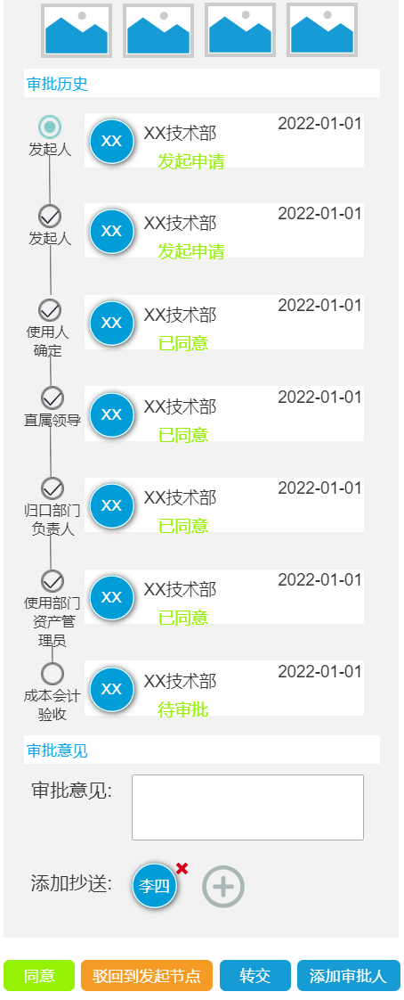 审批历史
发起人
XX
XX技术部
2022-01-01
发起申请
发起人
XX
XX技术部
2022-01-01
发起申请
使用人
确定
XX
XX技术部
2022-01-01
已同意
直属领导
XX
XX技术部
2022-01-01
已同意
归口部门
负责人
XX
XX技术部
2022-01-01
已同意
使用部门
资产管
理员
XX
XX技术部
2022-01-01
已同意
成本会计
验收
XX
XX技术部
2022-01-01
待审批
审批意见
审批意见:
添加抄送:
李四
同意
驳回到发起节点
转交
添加审批人